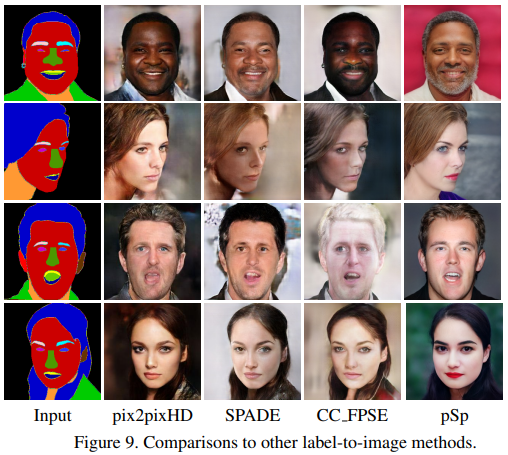 Input pix2pixHD SPADE CC_FPSE pSp
Figure 9. Comparisons to other label-to-image methods.